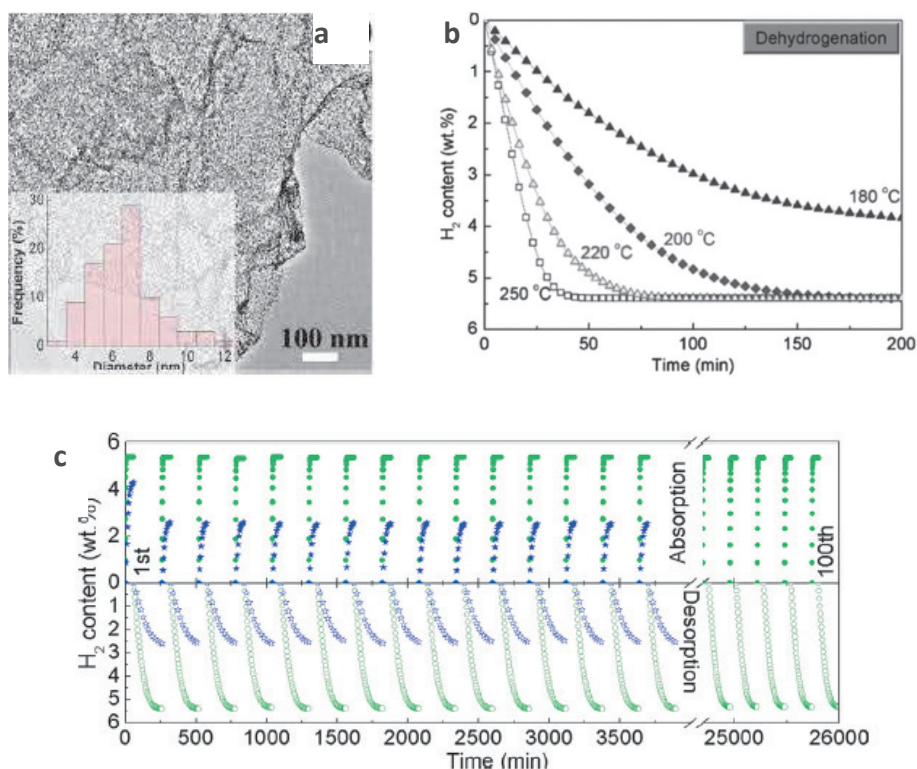 a
30
20
10
0
Frequency (%)
4 6 8 10 12
Diameter (nm)
100 nm
b
Dehydrogenation
0
1
2
3
4
5
6
H2 content (wt.%)
180 °C
200 °C
220 °C
250 °C
0 50 100 150 200
Time (min)
c
6
4
2
0
1
2
3
4
5
6
H2 content (wt.%)
1st
Absorption
Desorption
100th
0 500 1000 1500 2000 2500 3000 3500 25000 26000
Time (min)